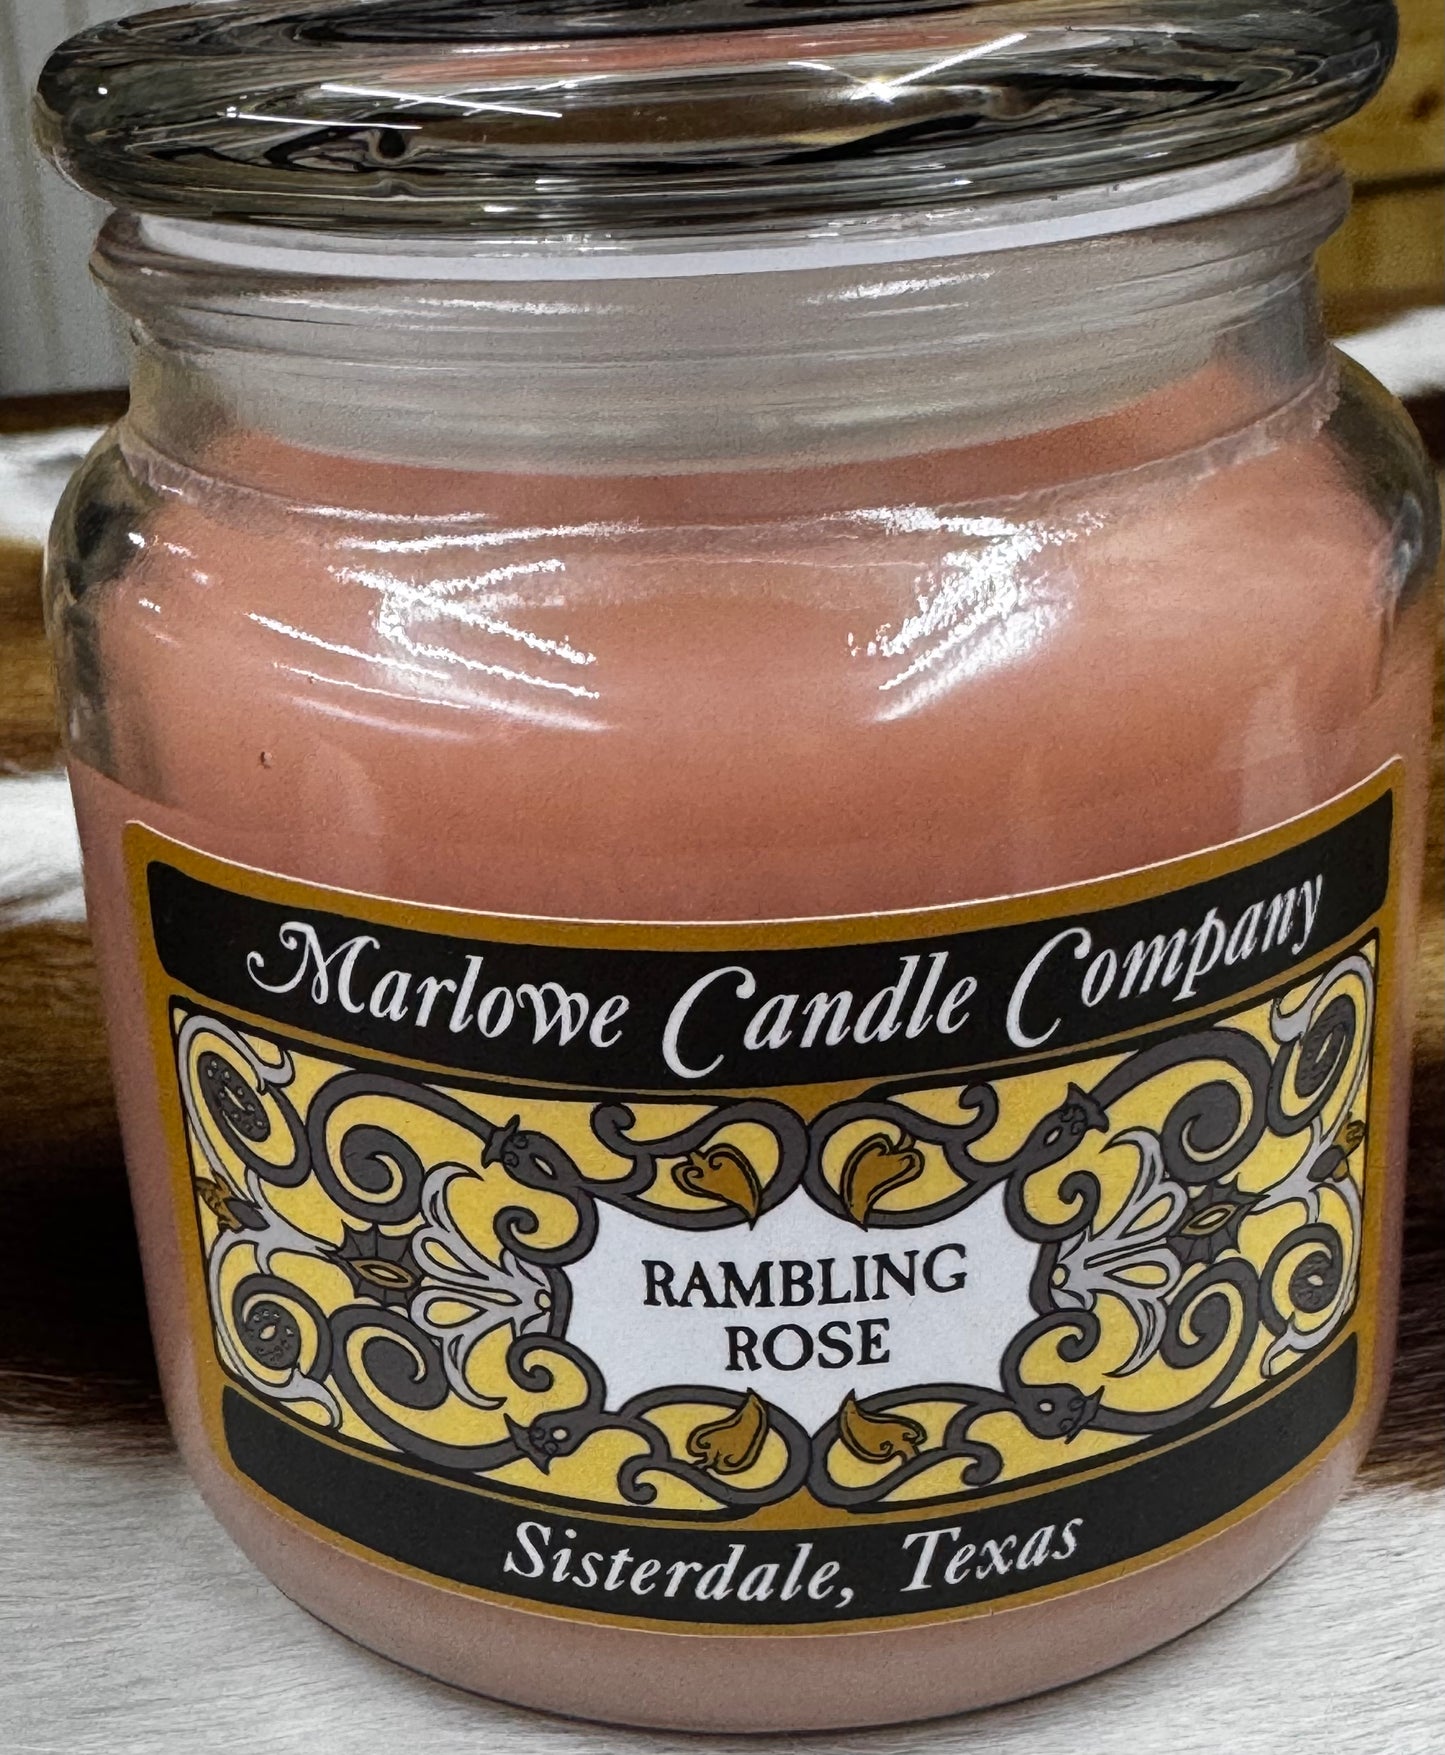 Marlowe Candle Company
RAMBLING
ROSE
Sisterdale, Texas